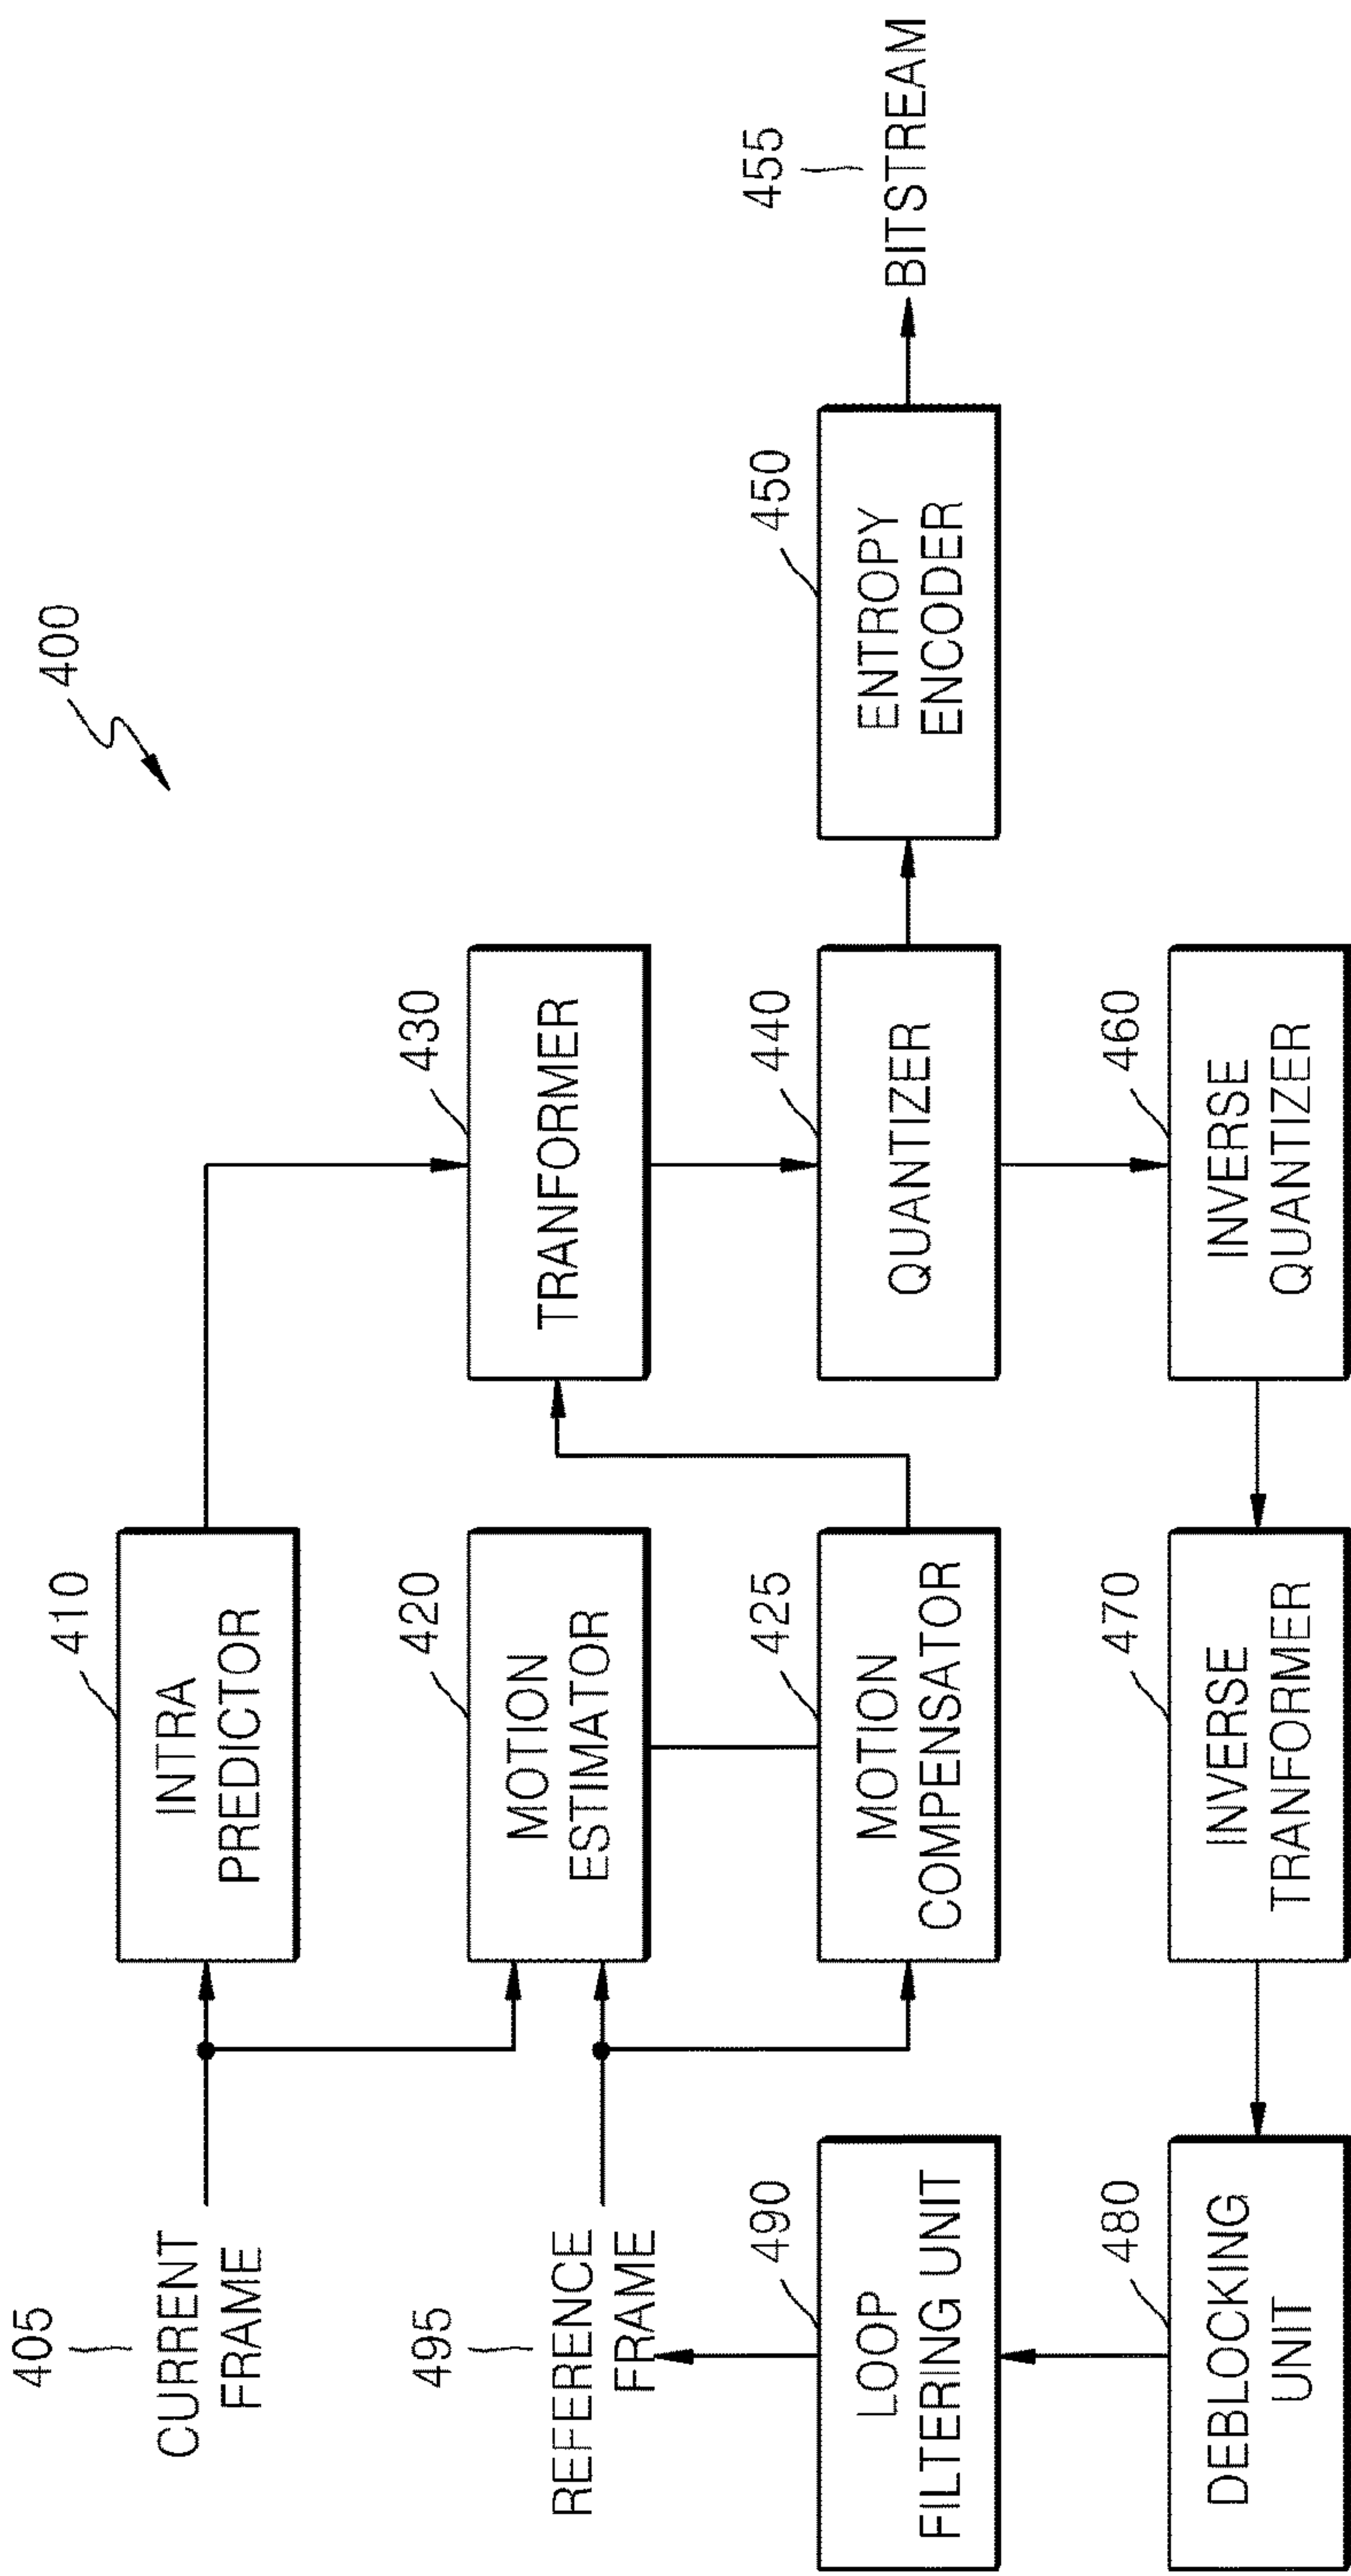 400
405
CURRENT
FRAME
410
INTRA
PREDICTOR
495
REFERENCE
FRAME
420
MOTION
ESTIMATOR
430
TRANFORMER
490
LOOP
FILTERING UNIT
425
MOTION
COMPENSATOR
440
QUANTIZER
450
ENTROPY
ENCODER
455
BITSTREAM
480
DEBLOCKING
UNIT
470
INVERSE
TRANFORMER
460
INVERSE
QUANTIZER